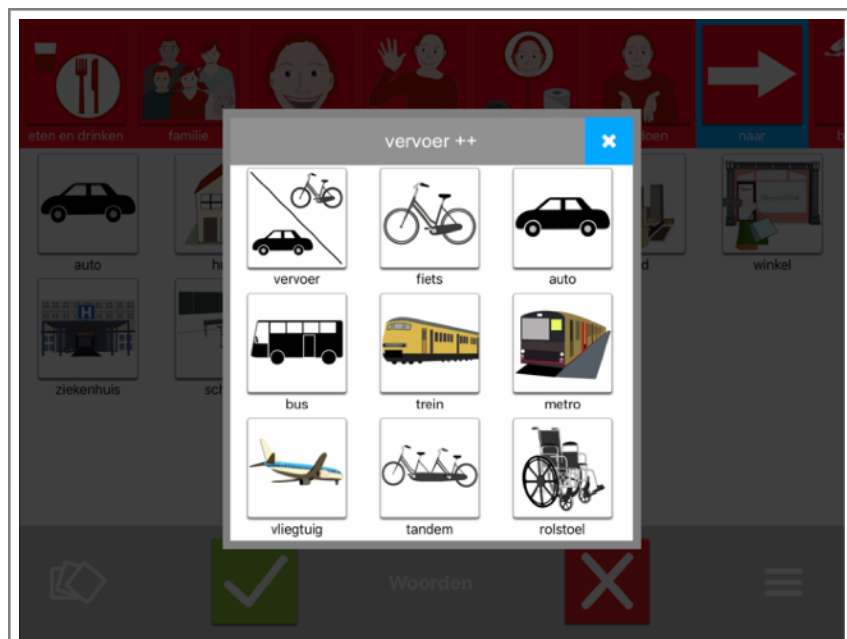 eten en drinken familie doen naar
vervoer ++
auto winkel
vervoer fiets auto
ziekenhuis
bus trein metro
vliegtuig tandem rolstoel
Woorden